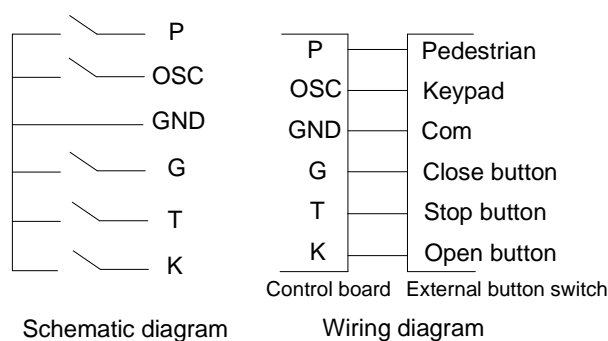 P
OSC
GND
G
T
K
Schematic diagram
P Pedestrian
OSC Keypad
GND Com
G Close button
T Stop button
K Open button
Control board External button switch
Wiring diagram